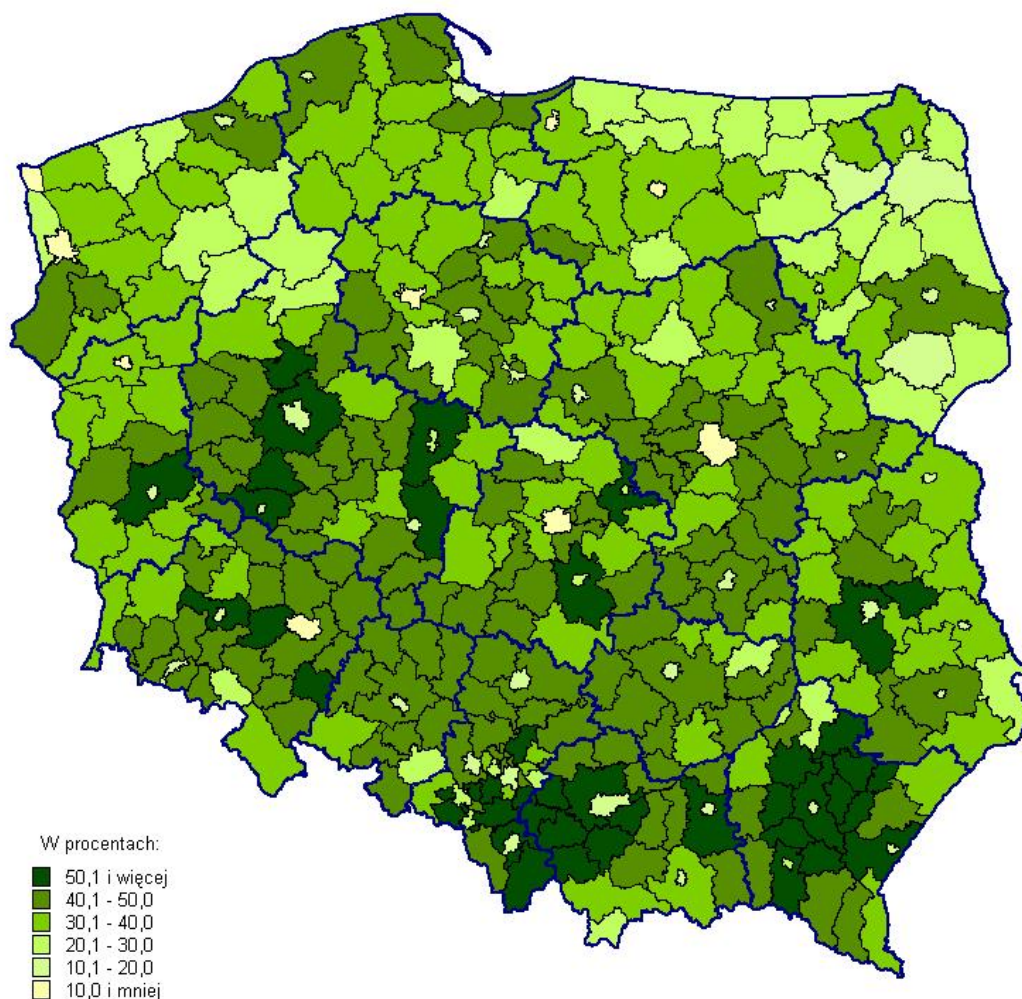 W procentach:
50,1 i więcej
40,1 - 50,0
30,1 - 40,0
20,1 - 30,0
10,1 - 20,0
10,0 i mniej